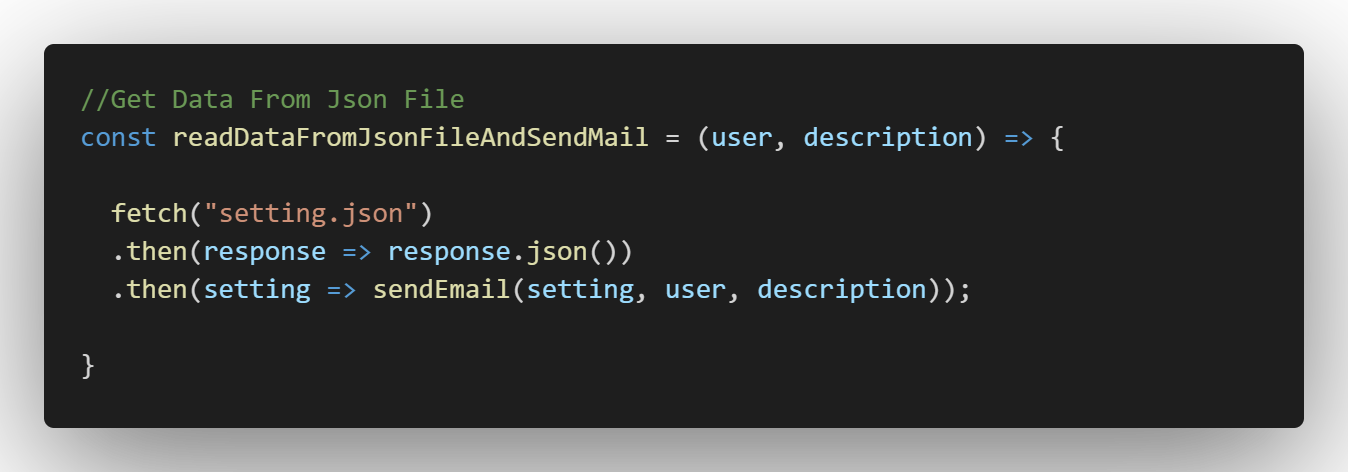 //Get Data From Json File
const readDataFromJsonFileAndSendMail = (user, description) => {
fetch("setting.json")
.then(response => response.json())
.then(setting => sendEmail(setting, user, description));
}